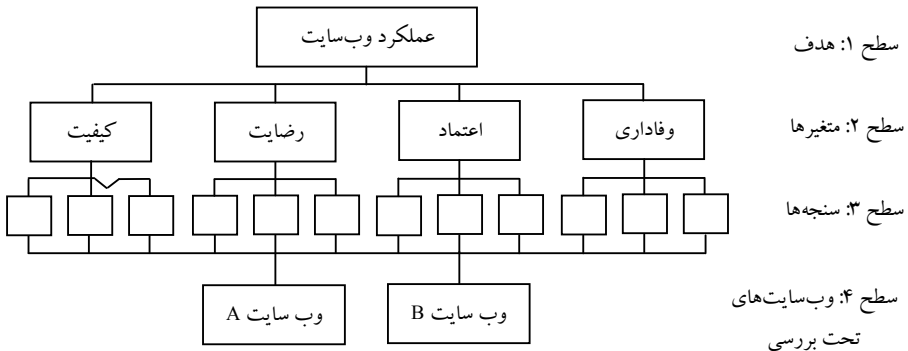 عملکرد وب‌سایت
سطح ۱: هدف
وفاداری
اعتماد
رضایت
کیفیت
سطح ۲: متغیرها
سطح ۳: سنجه‌ها
وب سایت B
وب سایت A
سطح ۴: وب‌سایت‌های
تحت بررسی